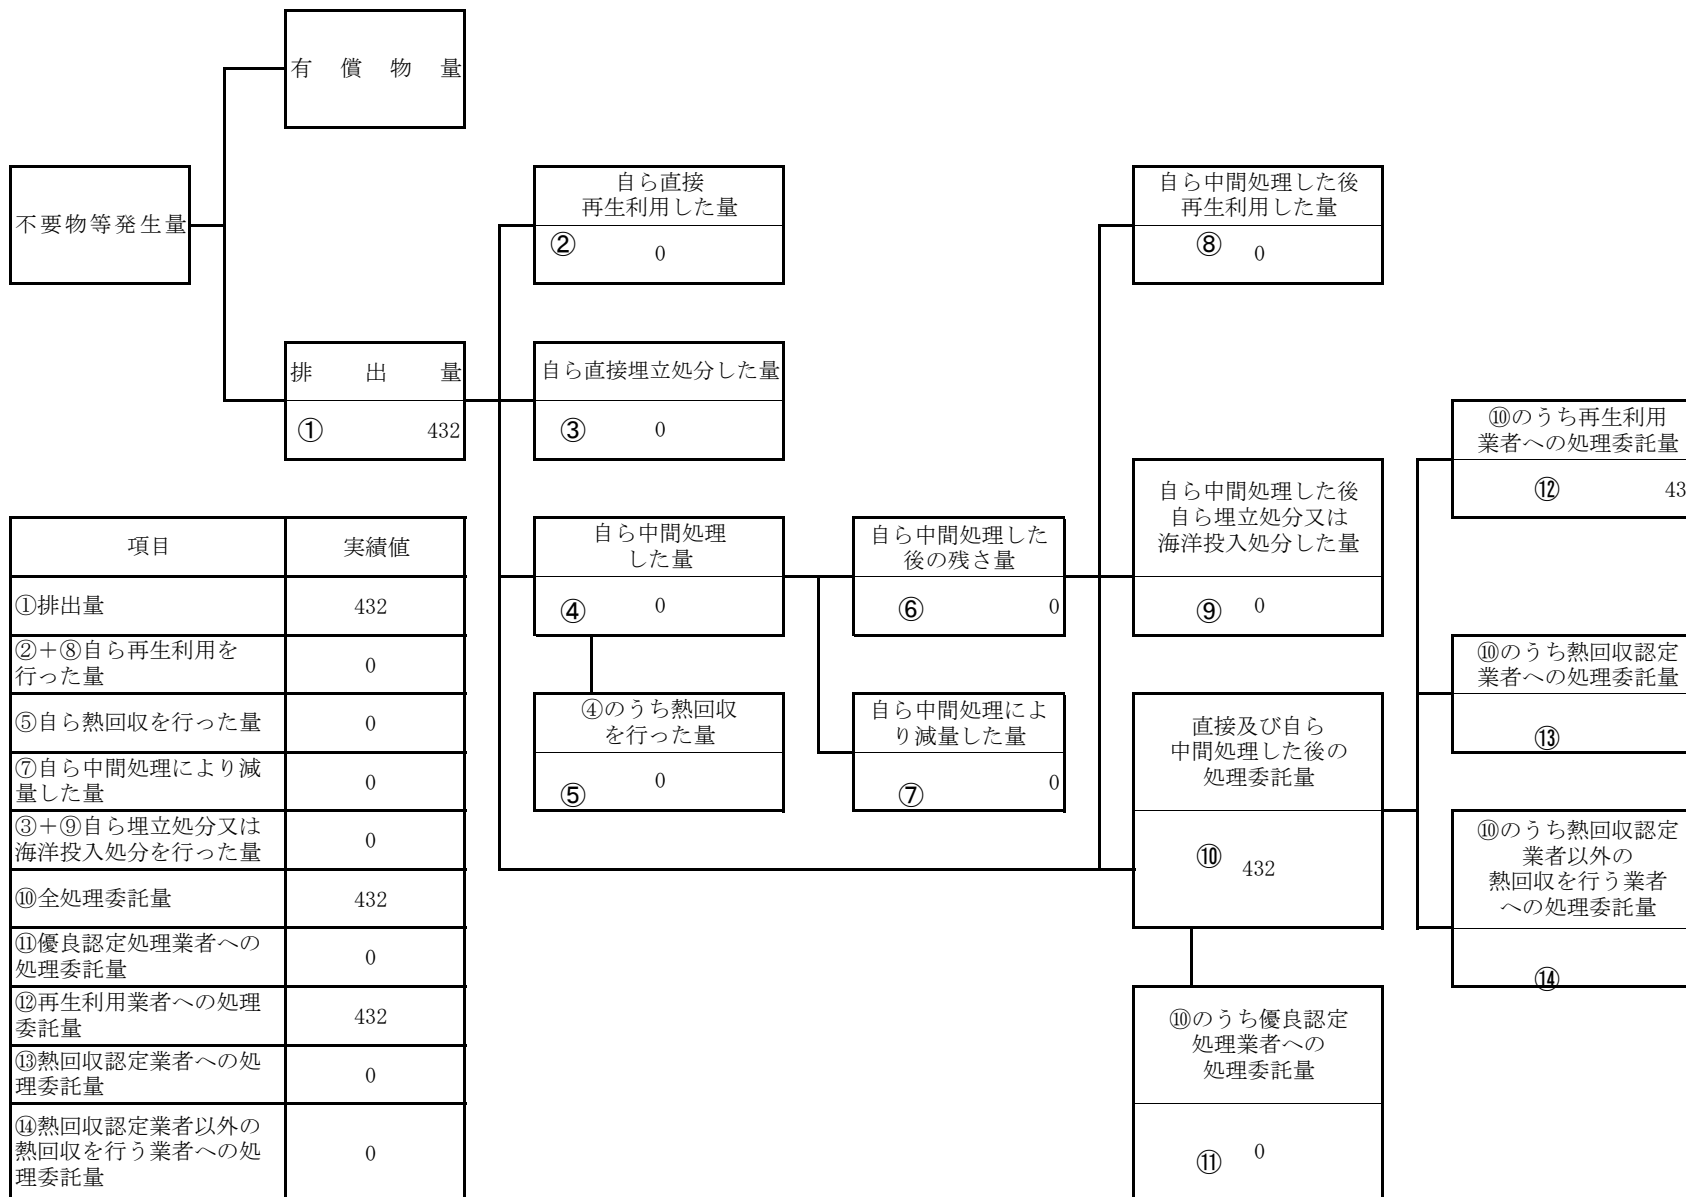 有償物量
不要物等発生量
排出量
① 432
自ら直接
再生利用した量
② 0
自ら直接埋立処分した量
③ 0
自ら中間処理
した量
④ 0
④のうち熱回収
を行った量
⑤ 0
自ら中間処理した
後の残さ量
⑥ 0
自ら中間処理によ
り減量した量
⑦ 0
自ら中間処理した後
再生利用した量
⑧ 0
自ら中間処理した後
自ら埋立処分又は
海洋投入処分した量
⑨ 0
直接及び自ら
中間処理した後の
処理委託量
⑩ 432
⑩のうち優良認定
処理業者への
処理委託量
⑪ 0
⑩のうち再生利用
業者への処理委託量
⑫ 43
⑩のうち熱回収認定
業者への処理委託量
⑬
⑩のうち熱回収認定
業者以外の
熱回収を行う業者
への処理委託量
⑭
項目 実績値
①排出量 432
②＋⑧自ら再生利用を
行った量 0
⑤自ら熱回収を行った量 0
⑦自ら中間処理により減
量した量 0
③＋⑨自ら埋立処分又は
海洋投入処分を行った量 0
⑩全処理委託量 432
⑪優良認定処理業者への
処理委託量 0
⑫再生利用業者への処理
委託量 432
⑬熱回収認定業者への処
理委託量 0
⑭熱回収認定業者以外の
熱回収を行う業者への処
理委託量 0